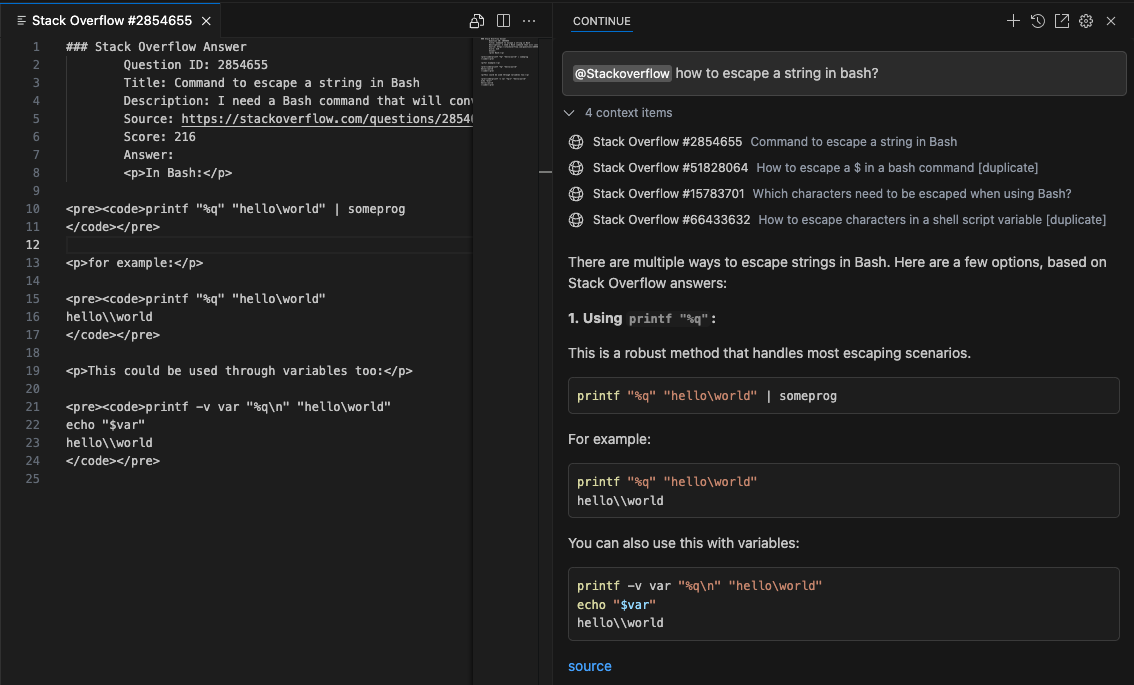 Stack Overflow #2854655
1 ### Stack Overflow Answer
2 Question ID: 2854655
3 Title: Command to escape a string in Bash
4 Description: I need a Bash command that will con
5 Source: https://stackoverflow.com/questions/2854
6 Score: 216
7 Answer:
8 <p>In Bash:</p>
9
10 <pre><code>printf "%q" "hello\world" | someprog
11 </code></pre>
12
13 <p>for example:</p>
14
15 <pre><code>printf "%q" "hello\world"
16 hello\\world
17 </code></pre>
18
19 <p>This could be used through variables too:</p>
20
21 <pre><code>printf -v var "%q\n" "hello\world"
22 echo "$var"
23 hello\\world
24 </code></pre>
25
CONTINUE
@Stackoverflow how to escape a string in bash?
4 context items
Stack Overflow #2854655 Command to escape a string in Bash
Stack Overflow #51828064 How to escape a $ in a bash command [duplicate]
Stack Overflow #15783701 Which characters need to be escaped when using Bash?
Stack Overflow #66433632 How to escape characters in a shell script variable [duplicate]
There are multiple ways to escape strings in Bash. Here are a few options, based on
Stack Overflow answers:
1. Using printf "%q":
This is a robust method that handles most escaping scenarios.
printf "%q" "hello\world" | someprog
For example:
printf "%q" "hello\world"
hello\\world
You can also use this with variables:
printf -v var "%q\n" "hello\world"
echo "$var"
hello\\world
source